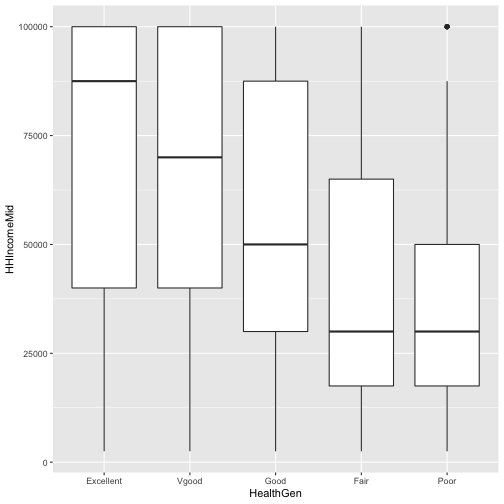 100000
75000
50000
25000
0
HHIncomeMid
Excellent
Vgood
Good
Fair
Poor
HealthGen